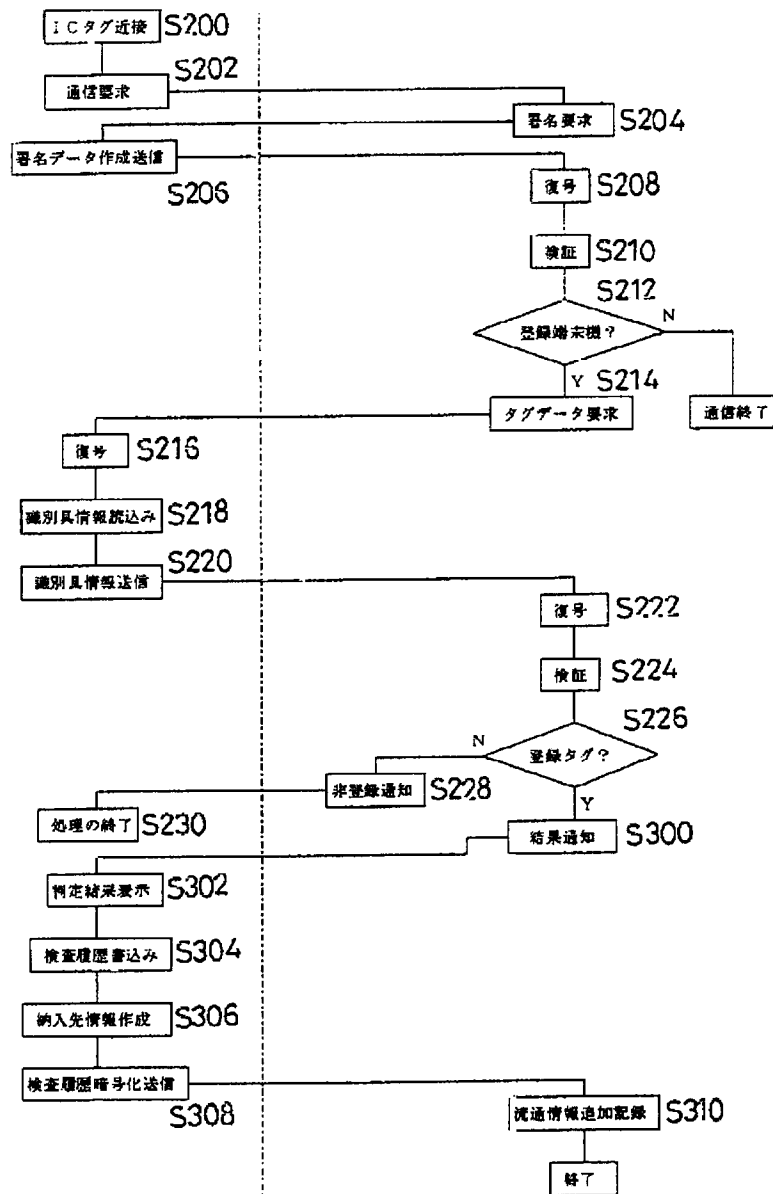 ICタグ近接 S200
S202
通信要求
署名要求 S204
署名データ作成送信
S206
復号 S208
検証 S210
S212
登録端末機?
N
Y
S214
タグデータ要求
通信終了
復号 S216
識別具情報読込み S218
S220
識別具情報送信
復号 S222
検証 S224
S226
登録タグ?
N
Y
非登録通知 S228
処理の終了 S230
結果通知 S300
判定結果表示 S302
検査履歴書込み S304
納入先情報作成 S306
検査履歴暗号化送信
S308
流通情報追加記録 S310
終了